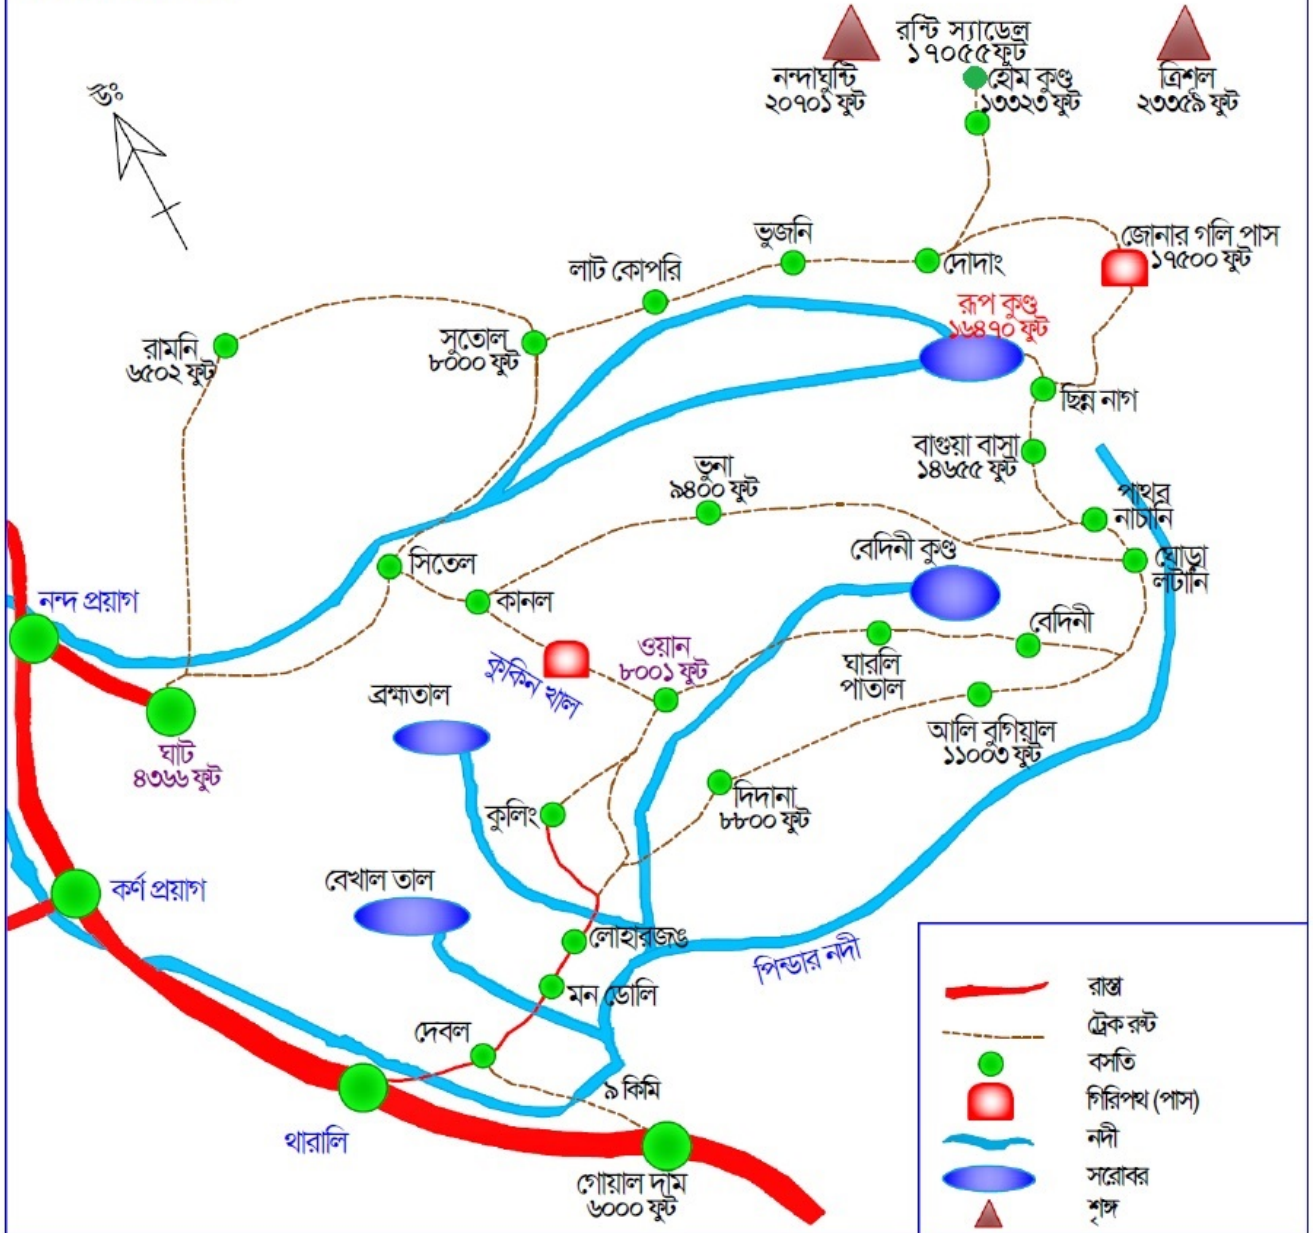 রন্টি স্যাডেল
১৭০৫৫ফুট
নন্দাঘুন্টি
২০৭০১ ফুট
হোম কুণ্ড
১৩৩২৩ ফুট
ত্রিশূল
২৩৩৫৯ ফুট
উঃ
ভুজনি
দোদাং
জোনার গলি পাস
১৭৫০০ ফুট
লাট কোপরি
রূপ কুণ্ড
১৬৪৭০ ফুট
রামনি
৬৫০২ ফুট
সুতোল
৮০০০ ফুট
ছিন্ন নাগ
বাগুয়া বাসা
১৪৬৫৫ ফুট
ভুনা
৯৪০০ ফুট
পাথর
নাচানি
সিতেল
বেদিনী কুণ্ড
ঘোড়া
লটানি
নন্দ প্রয়াগ
কানল
বেদিনী
ওয়ান
৮০০১ ফুট
ঘারলি
পাতাল
কুকিন খাল
ব্রহ্মতাল
আলি বুগিয়াল
১১০০৩ ফুট
ঘাট
৪৩৬৬ ফুট
কুলিং
দিদানা
৮৮০০ ফুট
কর্ণ প্রয়াগ
বেখাল তাল
লোহারজঙ
পিন্ডার নদী
মন ডোলি
দেবল
৯ কিমি
থারালি
গোয়াল দাম
৬০০০ ফুট
রাস্তা
ট্রেক রুট
বসতি
গিরিপথ (পাস)
নদী
সরোবর
শৃঙ্গ